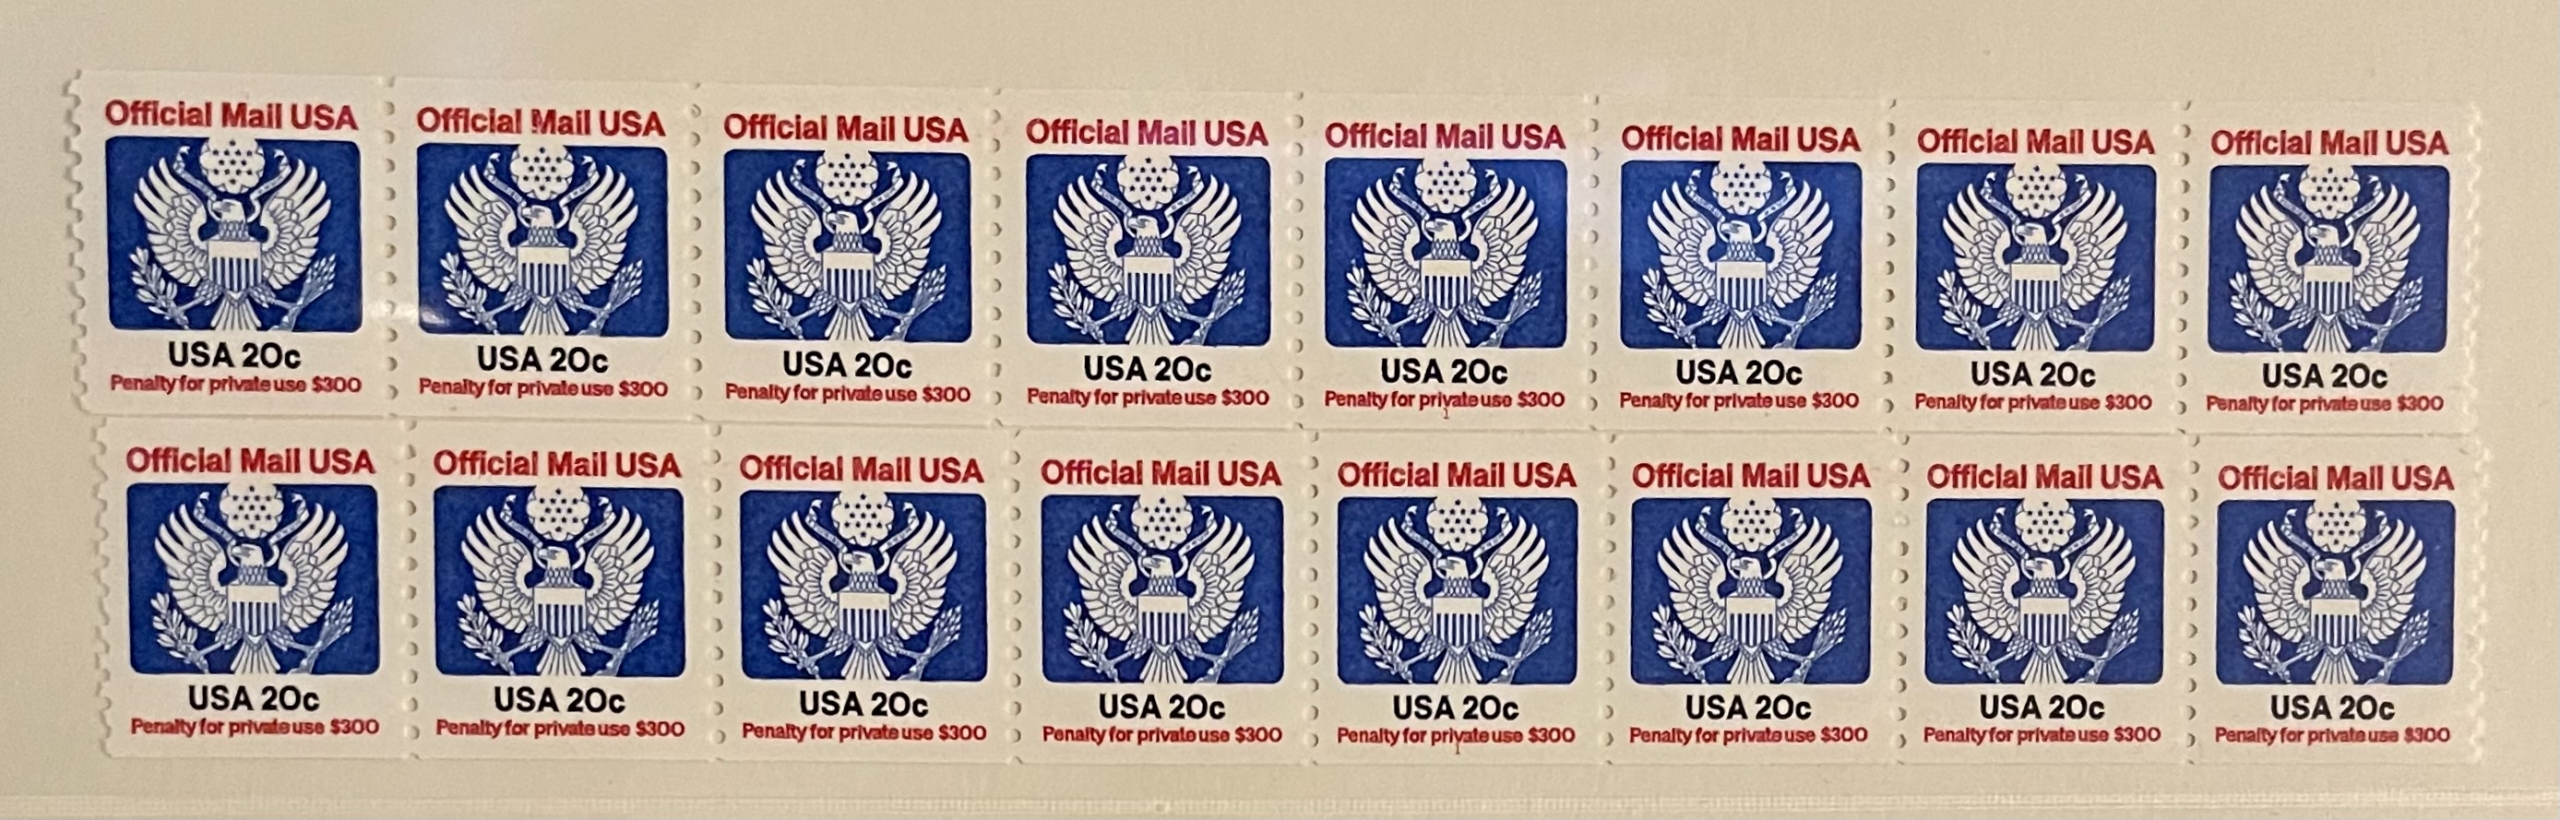 Official Mail USA Official Mail USA Official Mail USA Official Mail USA Official Mail USA Official Mail USA Official Mail USA Official Mail USA
USA 20c USA 20c USA 20c USA 20c USA 20c USA 20c USA 20c USA 20c
Penalty for private use $300 Penalty for private use $300 Penalty for private use $300 Penalty for private use $300 Penalty for private use $300 Penalty for private use $300 Penalty for private use $300 Penalty for private use $300
1
Official Mail USA Official Mail USA Official Mail USA Official Mail USA Official Mail USA Official Mail USA Official Mail USA Official Mail USA
USA 20c USA 20c USA 20c USA 20c USA 20c USA 20c USA 20c USA 20c
Penalty for private use $300 Penalty for private use $300 Penalty for private use $300 Penalty for private use $300 Penalty for private use $300 Penalty for private use $300 Penalty for private use $300 Penalty for private use $300
1